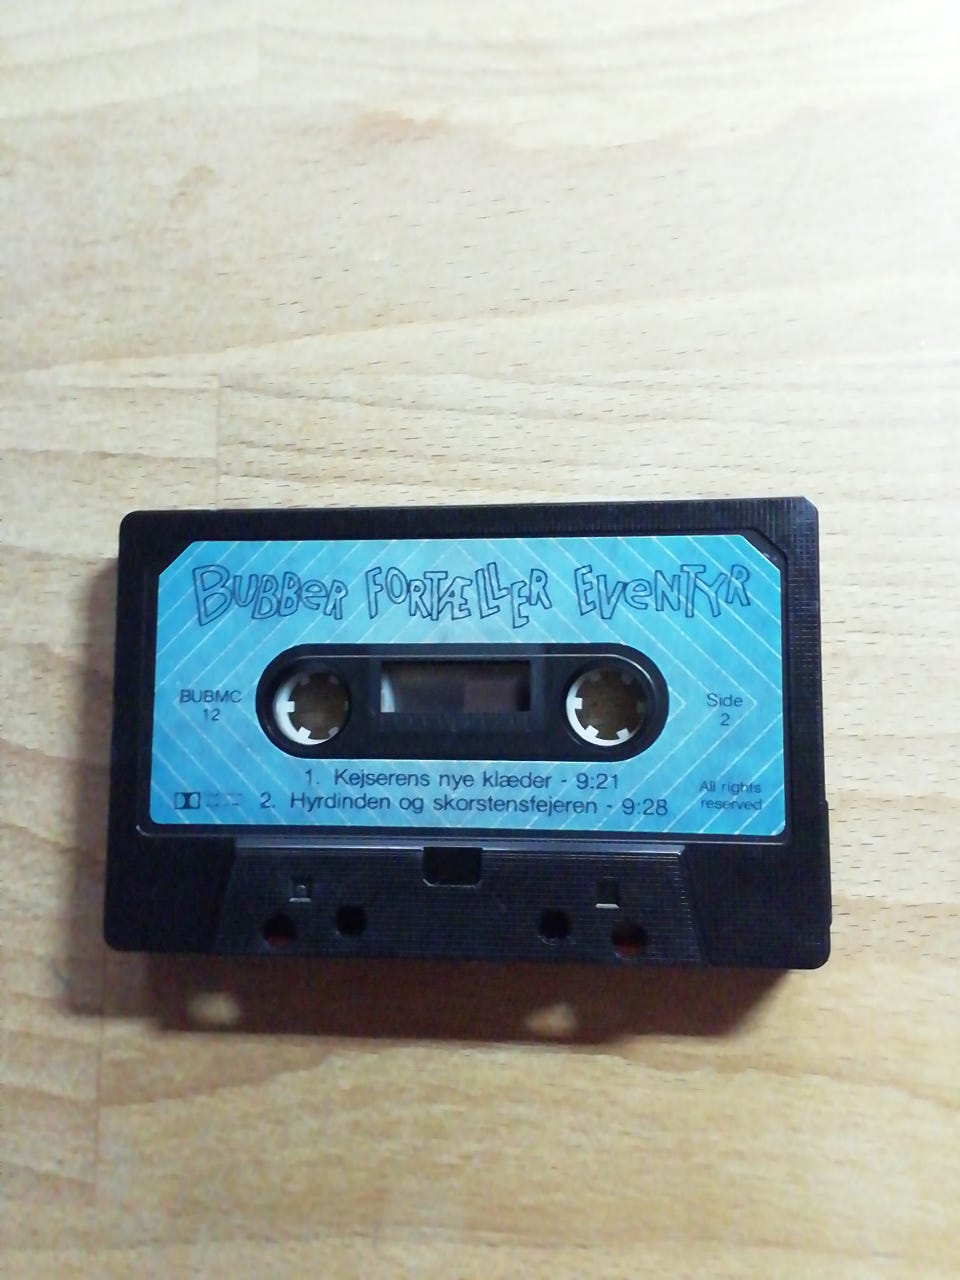 BUBBER FORTÆLLER EVENTYR
BUBMC
12
Side
2
1. Kejserens nye klæder - 9:21
2. Hyrdinden og skorstensfejeren - 9:28
All rights
reserved